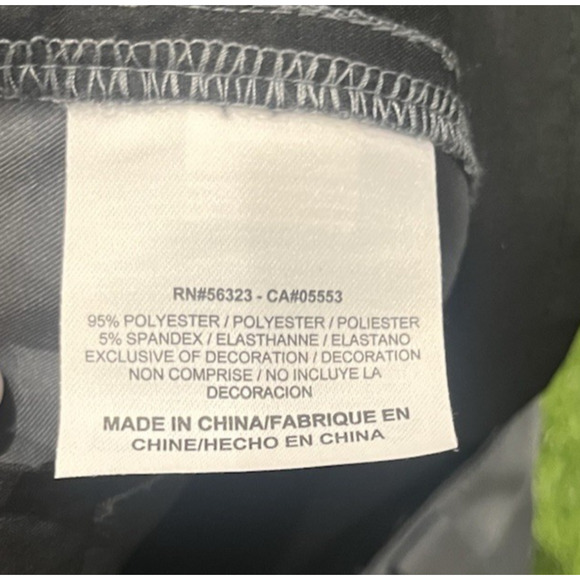 RN#56323 - CA#05553
95% POLYESTER / POLYESTER / POLIESTER
5% SPANDEX / ELASTHANNE / ELASTANO
EXCLUSIVE OF DECORATION / DECORATION
NON COMPRISE / NO INCLUYE LA
DECORACION
MADE IN CHINA/FABRIQUE EN
CHINE/HECHO EN CHINA